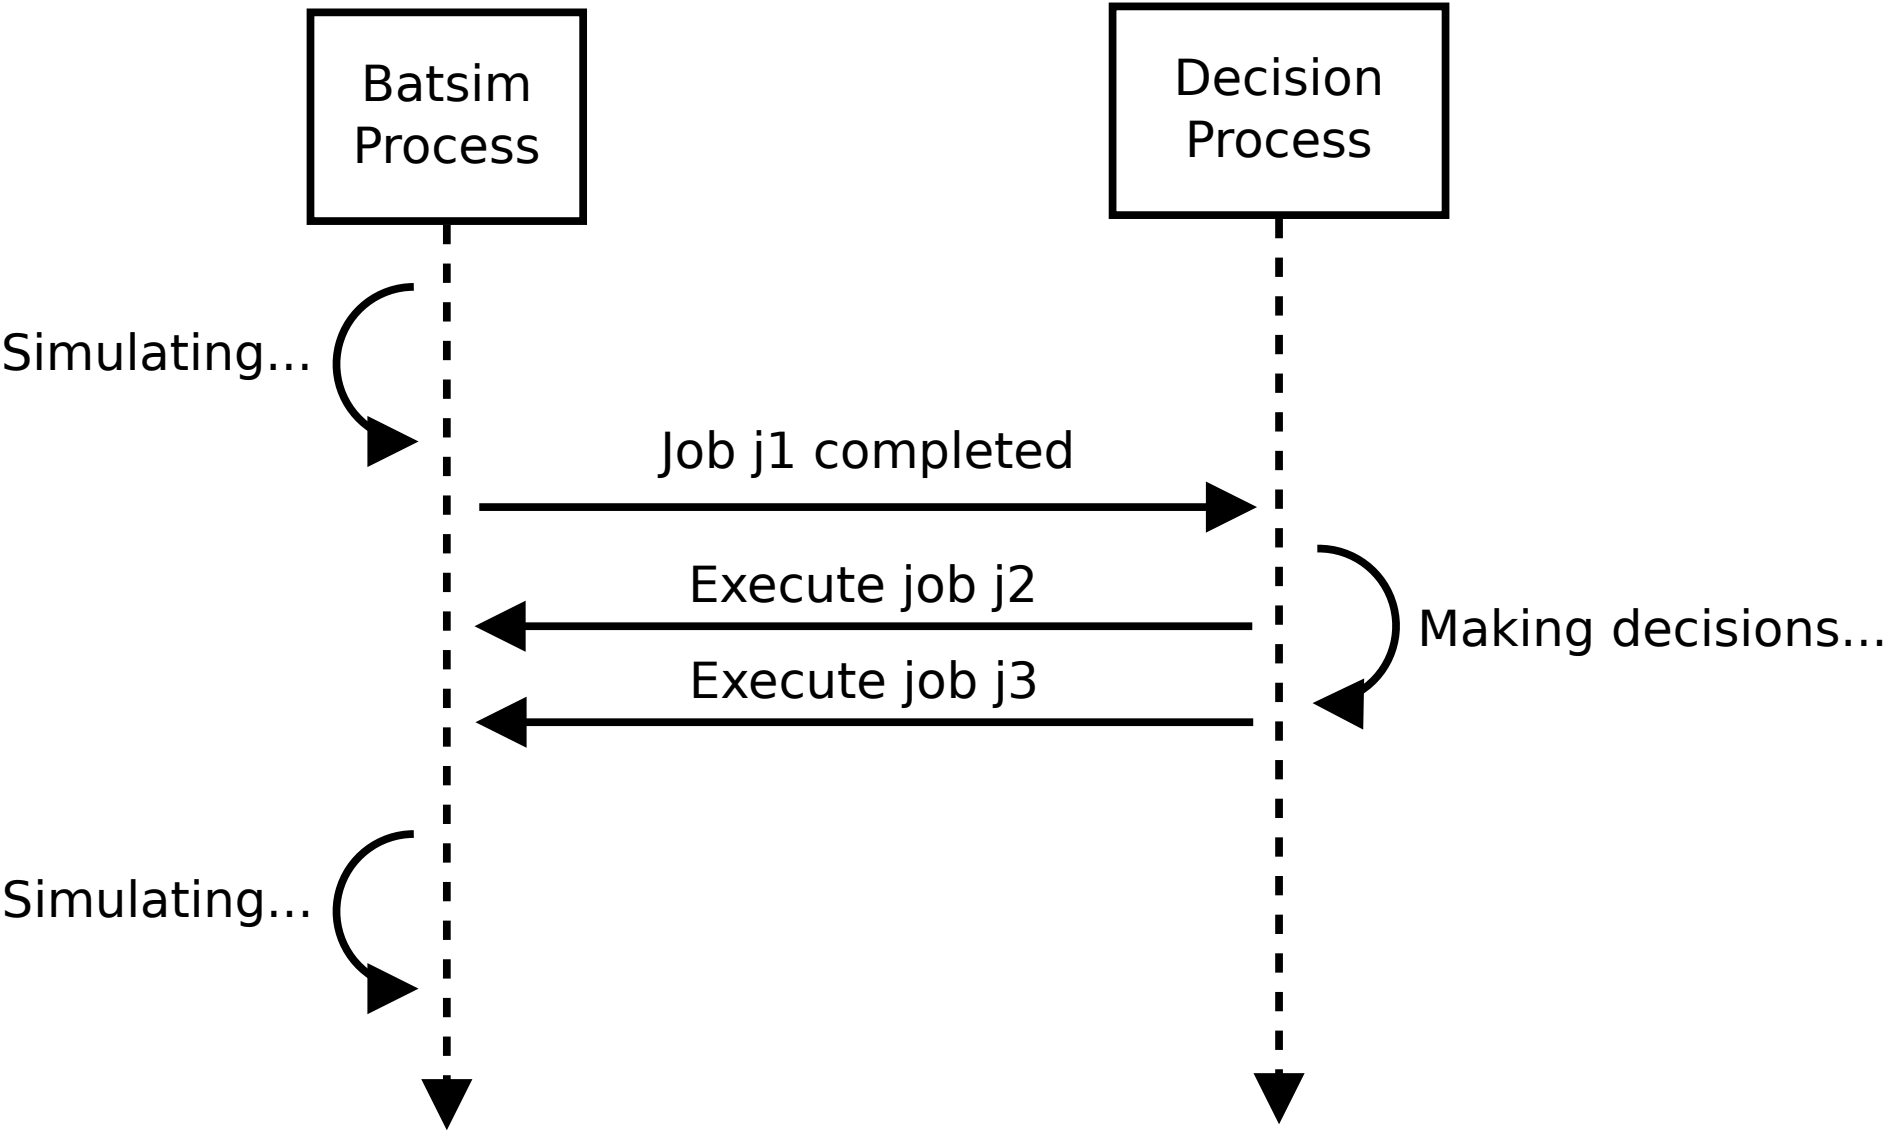 Batsim
Process
Decision
Process
Simulating...
Job j1 completed
Execute job j2
Making decisions...
Execute job j3
Simulating...